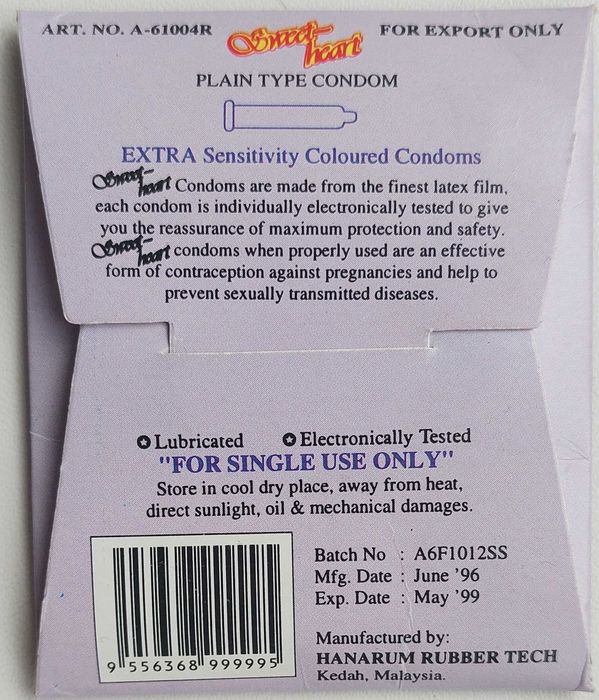 ART. NO. A-61004R
Sweet-heart
FOR EXPORT ONLY
PLAIN TYPE CONDOM
EXTRA Sensitivity Coloured Condoms
Sweet-heart Condoms are made from the finest latex film,
each condom is individually electronically tested to give
you the reassurance of maximum protection and safety.
Sweet-heart condoms when properly used are an effective
form of contraception against pregnancies and help to
prevent sexually transmitted diseases.
✪ Lubricated ✪ Electronically Tested
"FOR SINGLE USE ONLY"
Store in cool dry place, away from heat,
direct sunlight, oil & mechanical damages.
Batch No : A6F1012SS
Mfg. Date : June '96
Exp. Date : May '99
9 556368 999995
Manufactured by:
HANARUM RUBBER TECH
Kedah, Malaysia.